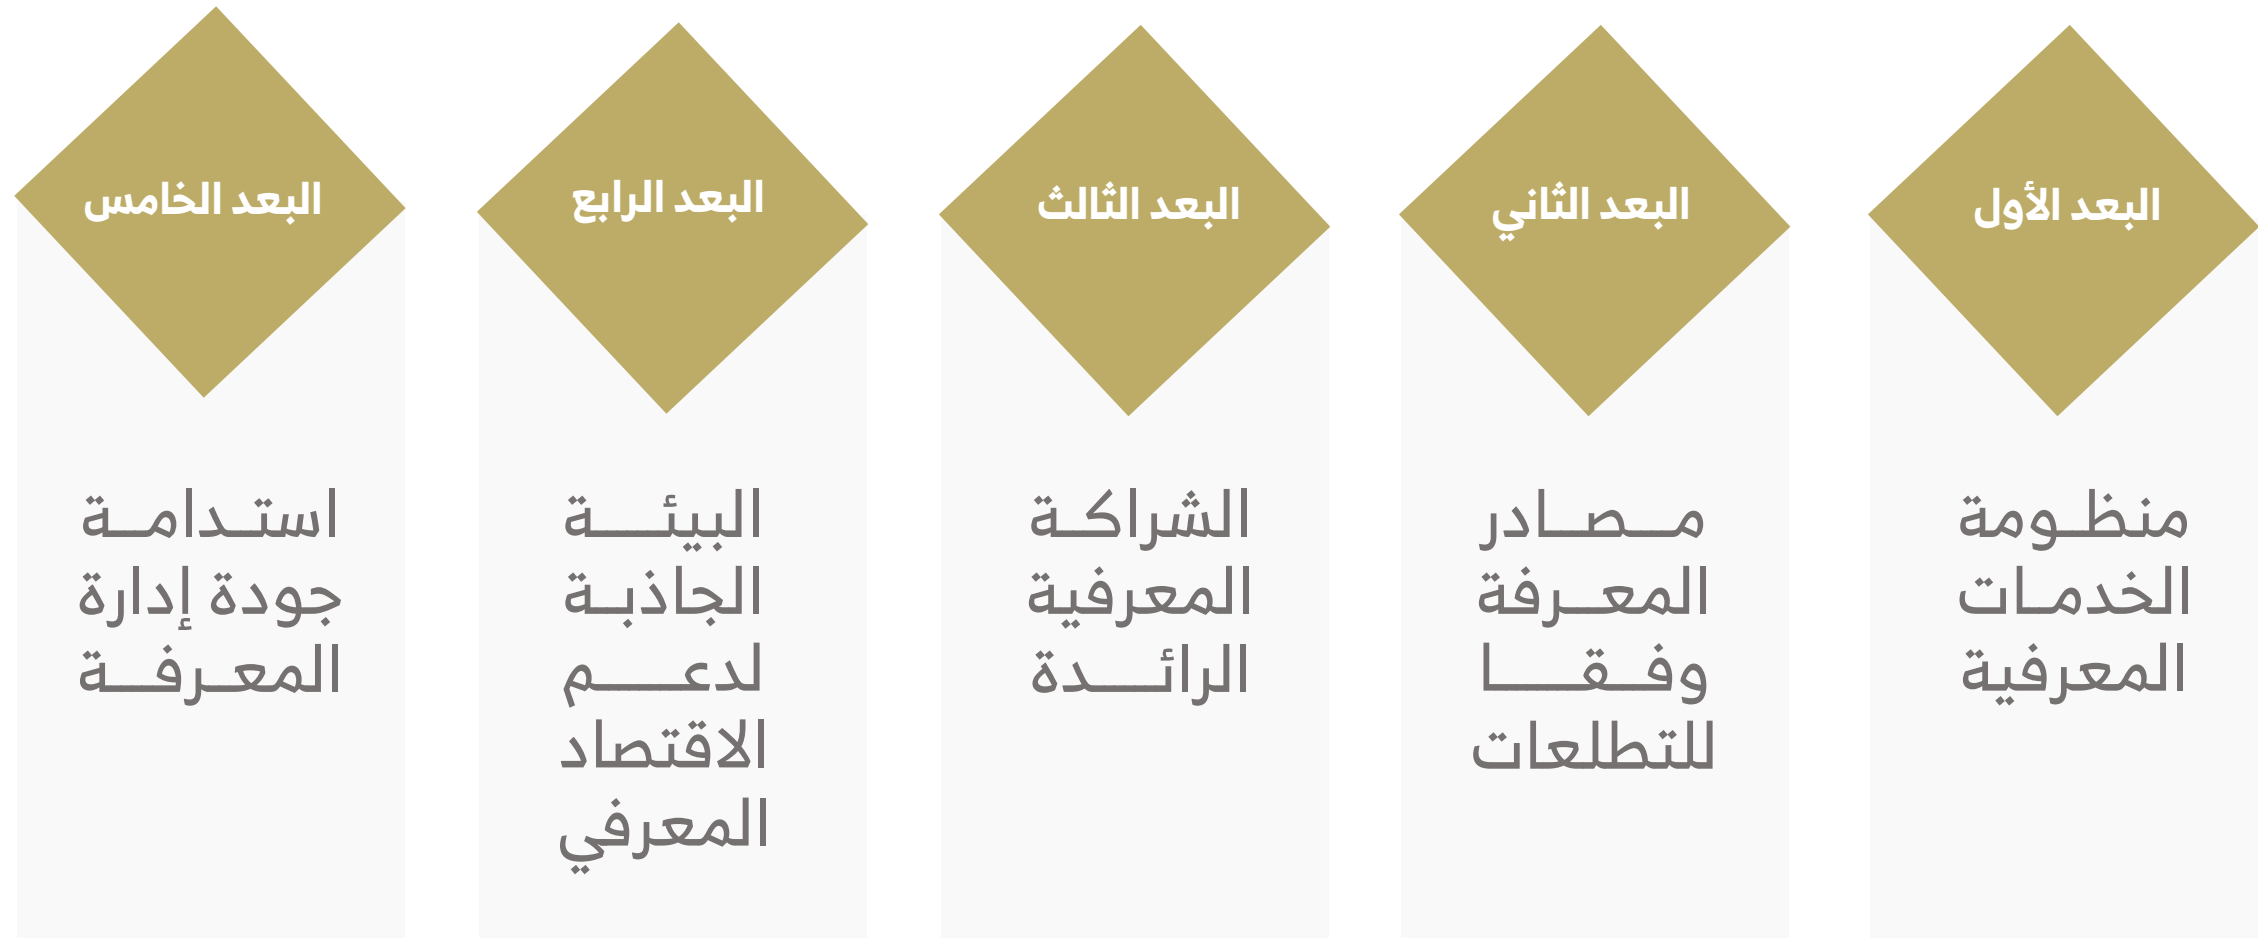 البعد الأول
منظومة
الخدمات
المعرفية
البعد الثاني
مصادر
المعرفة
وفقا
للتطلعات
البعد الثالث
الشراكة
المعرفية
الرائدة
البعد الرابع
البيئة
الجاذبة
لدعم
الاقتصاد
المعرفي
البعد الخامس
استدامة
جودة إدارة
المعرفة